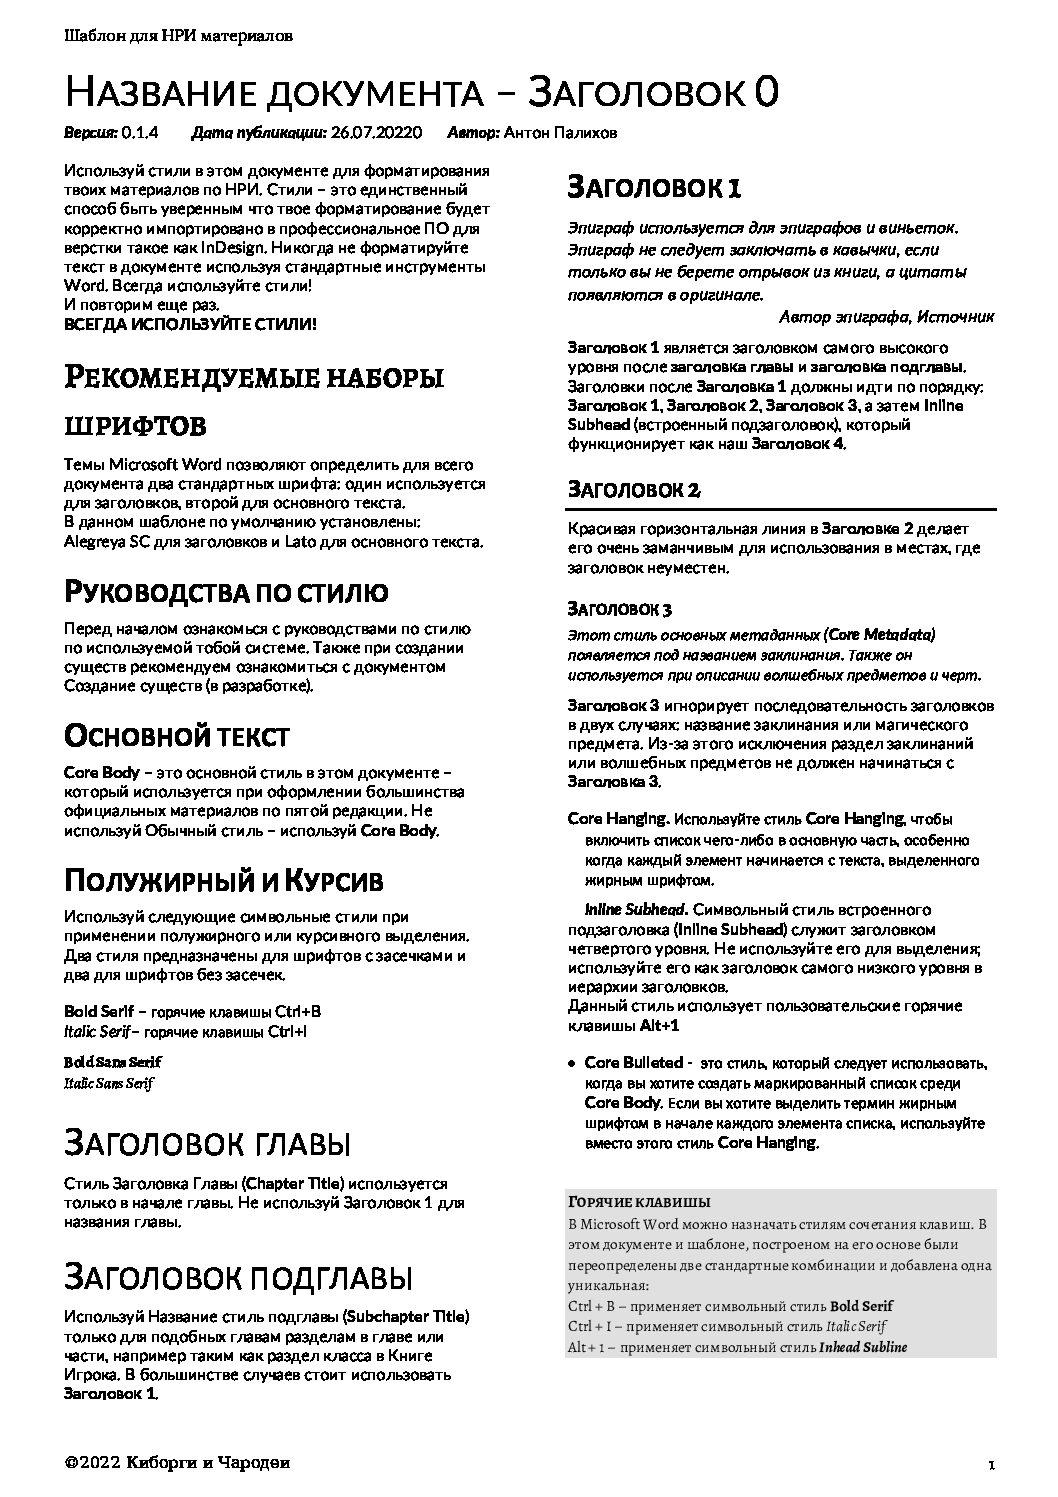 Шаблон для НРИ материалов
Название документа – Заголовок 0
Версия: 0.1.4 Дата публикации: 26.07.20220 Автор: Антон Палихов
Используй стили в этом документе для форматирования
твоих материалов по НРИ. Стили – это единственный
способ быть уверенным что твое форматирование будет
корректно импортировано в профессиональное ПО для
верстки такое как InDesign. Никогда не форматируйте
текст в документе используя стандартные инструменты
Word. Всегда используйте стили!
И повторим еще раз.
ВСЕГДА ИСПОЛЬЗУЙТЕ СТИЛИ!
Рекомендуемые наборы
шрифтов
Темы Microsoft Word позволяют определить для всего
документа два стандартных шрифта: один используется
для заголовков, второй для основного текста.
В данном шаблоне по умолчанию установлены:
Alegreya SC для заголовков и Lato для основного текста.
Руководства по стилю
Перед началом ознакомься с руководствами по стилю
по используемой тобой системе. Также при создании
существ рекомендуем ознакомиться с документом
Создание существ (в разработке).
Основной текст
Core Body – это основной стиль в этом документе –
который используется при оформлении большинства
официальных материалов по пятой редакции. Не
используй Обычный стиль – используй Core Body.
Полужирный и Курсив
Используй следующие символьные стили при
применении полужирного или курсивного выделения.
Два стиля предназначены для шрифтов с засечками и
два для шрифтов без засечек.
Bold Serif – горячие клавишы Ctrl+B
Italic Serif– горячие клавишы Ctrl+I
Bold Sans Serif
Italic Sans Serif
Заголовок главы
Стиль Заголовка Главы (Chapter Title) используется
только в начале главы. Не используй Заголовок 1 для
названия главы.
Заголовок подглавы
Используй Название стиль подглавы (Subchapter Title)
только для подобных главам разделам в главе или
части, например таким как раздел класса в Книге
Игрока. В большинстве случаев стоит использовать
Заголовок 1.
Заголовок 1
Эпиграф используется для эпиграфов и виньеток.
Эпиграф не следует заключать в кавычки, если
только вы не берете отрывок из книги, а цитаты
появляются в оригинале.
Автор эпиграфа, Источник
Заголовок 1 является заголовком самого высокого
уровня после заголовка главы и заголовка подглавы.
Заголовки после Заголовка 1 должны идти по порядку:
Заголовок 1, Заголовок 2, Заголовок 3, а затем Inline
Subhead (встроенный подзаголовок), который
функционирует как наш Заголовок 4.
Заголовок 2
Красивая горизонтальная линия в Заголовке 2 делает
его очень заманчивым для использования в местах, где
заголовок неуместен.
Заголовок 3
Этот стиль основных метаданных (Core Metadata)
появляется под названием заклинания. Также он
используется при описании волшебных предметов и черт.
Заголовок 3 игнорирует последовательность заголовков
в двух случаях: название заклинания или магического
предмета. Из-за этого исключения раздел заклинаний
или волшебных предметов не должен начинаться с
Заголовка 3.
Core Hanging. Используйте стиль Core Hanging, чтобы
включить список чего-либо в основную часть, особенно
когда каждый элемент начинается с текста, выделенного
жирным шрифтом.
Inline Subhead. Символьный стиль встроенного
подзаголовка (Inline Subhead) служит заголовком
четвертого уровня. Не используйте его для выделения;
используйте его как заголовок самого низкого уровня в
иерархии заголовков.
Данный стиль использует пользовательские горячие
клавишы Alt+1
• Core Bulleted - это стиль, который следует использовать,
когда вы хотите создать маркированный список среди
Core Body. Если вы хотите выделить термин жирным
шрифтом в начале каждого элемента списка, используйте
вместо этого стиль Core Hanging.
Горячие клавишы
В Microsoft Word можно назначать стилям сочетания клавиш. В
этом документе и шаблоне, построеном на его основе были
переопределены две стандартные комбинации и добавлена одна
уникальная:
Ctrl + B – применяет символьный стиль Bold Serif
Ctrl + I – применяет символьный стиль Italic Serif
Alt + 1 – применяет символьный стиль Inhead Subline
©2022 Киборги и Чародеи
1